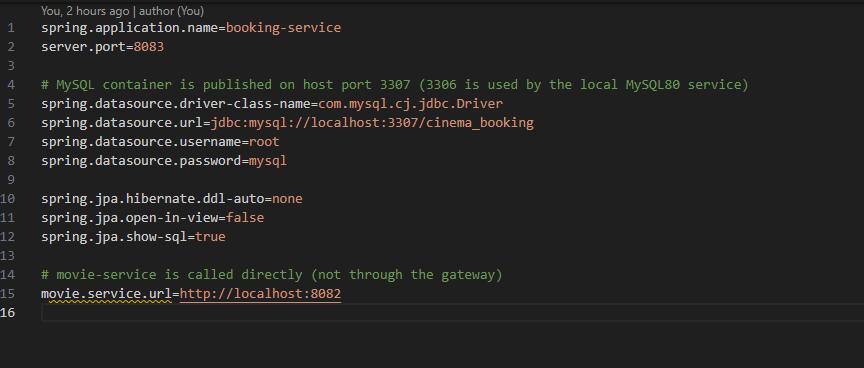 You, 2 hours ago | author (You)
1 spring.application.name=booking-service
2 server.port=8083
3
4 # MySQL container is published on host port 3307 (3306 is used by the local MySQL80 service)
5 spring.datasource.driver-class-name=com.mysql.cj.jdbc.Driver
6 spring.datasource.url=jdbc:mysql://localhost:3307/cinema_booking
7 spring.datasource.username=root
8 spring.datasource.password=mysql
9
10 spring.jpa.hibernate.ddl-auto=none
11 spring.jpa.open-in-view=false
12 spring.jpa.show-sql=true
13
14 # movie-service is called directly (not through the gateway)
15 movie.service.url=http://localhost:8082
16